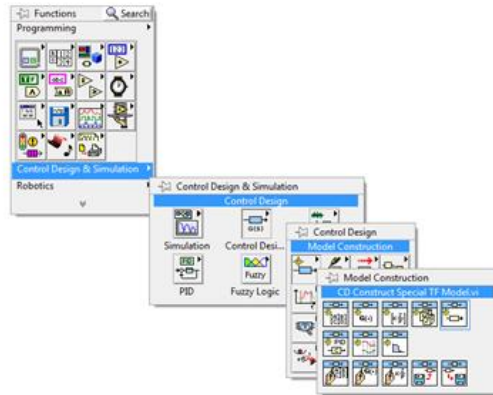 Functions
Search
Programming
Control Design & Simulation
Robotics
Control Design & Simulation
Control Design
Simulation
Control Desi...
PID
Fuzzy
Fuzzy Logic
Control Design
Model Construction
Model Construction
CD Construct Special TF Model.vi